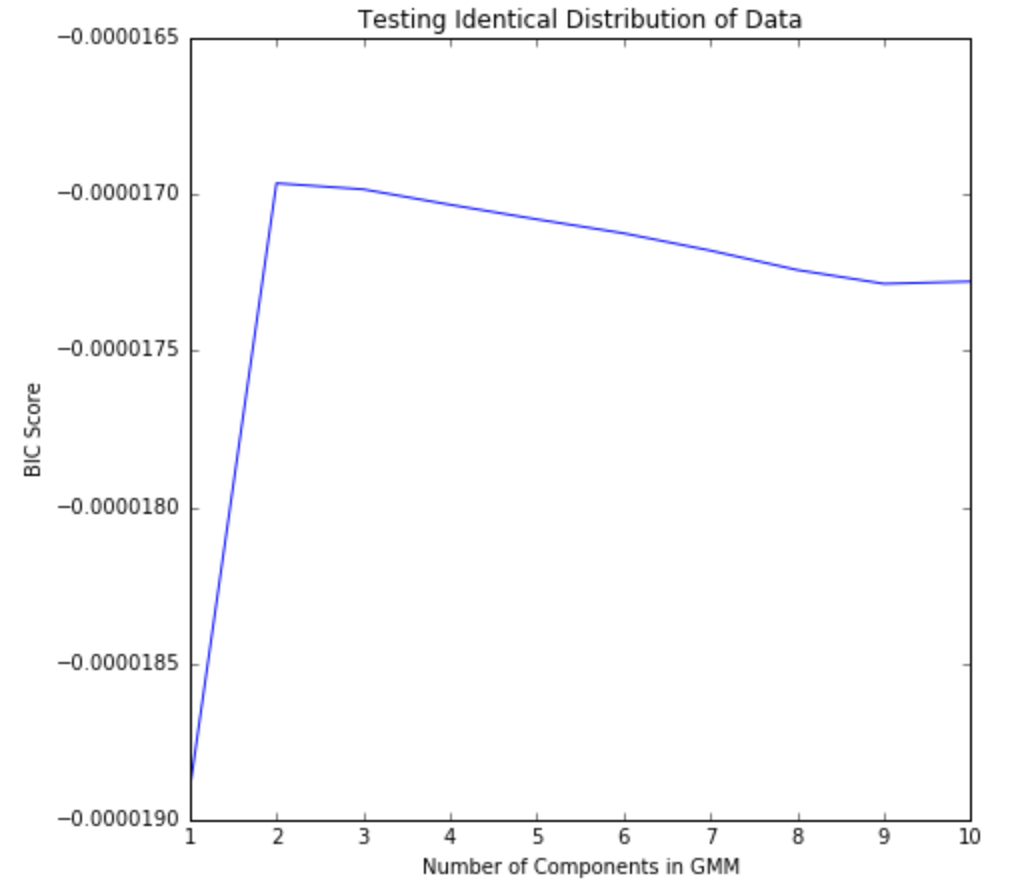 Testing Identical Distribution of Data
−0.0000165
−0.0000170
−0.0000175
−0.0000180
−0.0000185
−0.0000190
BIC Score
1 2 3 4 5 6 7 8 9 10
Number of Components in GMM